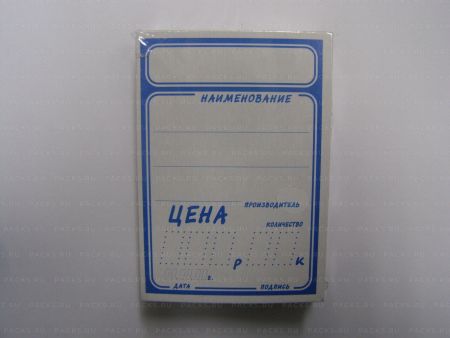 НАИМЕНОВАНИЕ
ПРОИЗВОДИТЕЛЬ
ЦЕНА
КОЛИЧЕСТВО
р К
г.
ДАТА ПОДПИСЬ